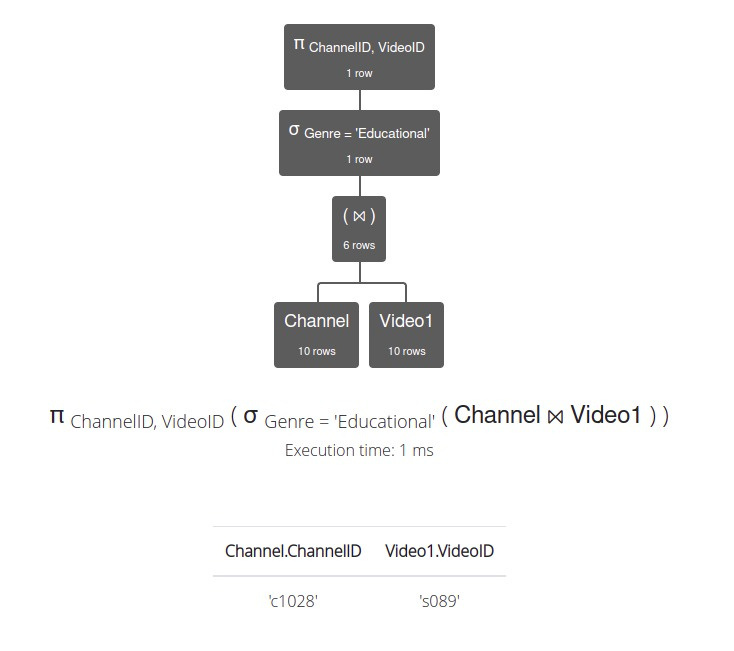 π ChannelID, VideoID
1 row
σ Genre = 'Educational'
1 row
( ⋈ )
6 rows
Channel
10 rows
Video1
10 rows
π ChannelID, VideoID ( σ Genre = 'Educational' ( Channel ⋈ Video1 ) )
Execution time: 1 ms
Channel.ChannelID Video1.VideoID
'c1028' 's089'